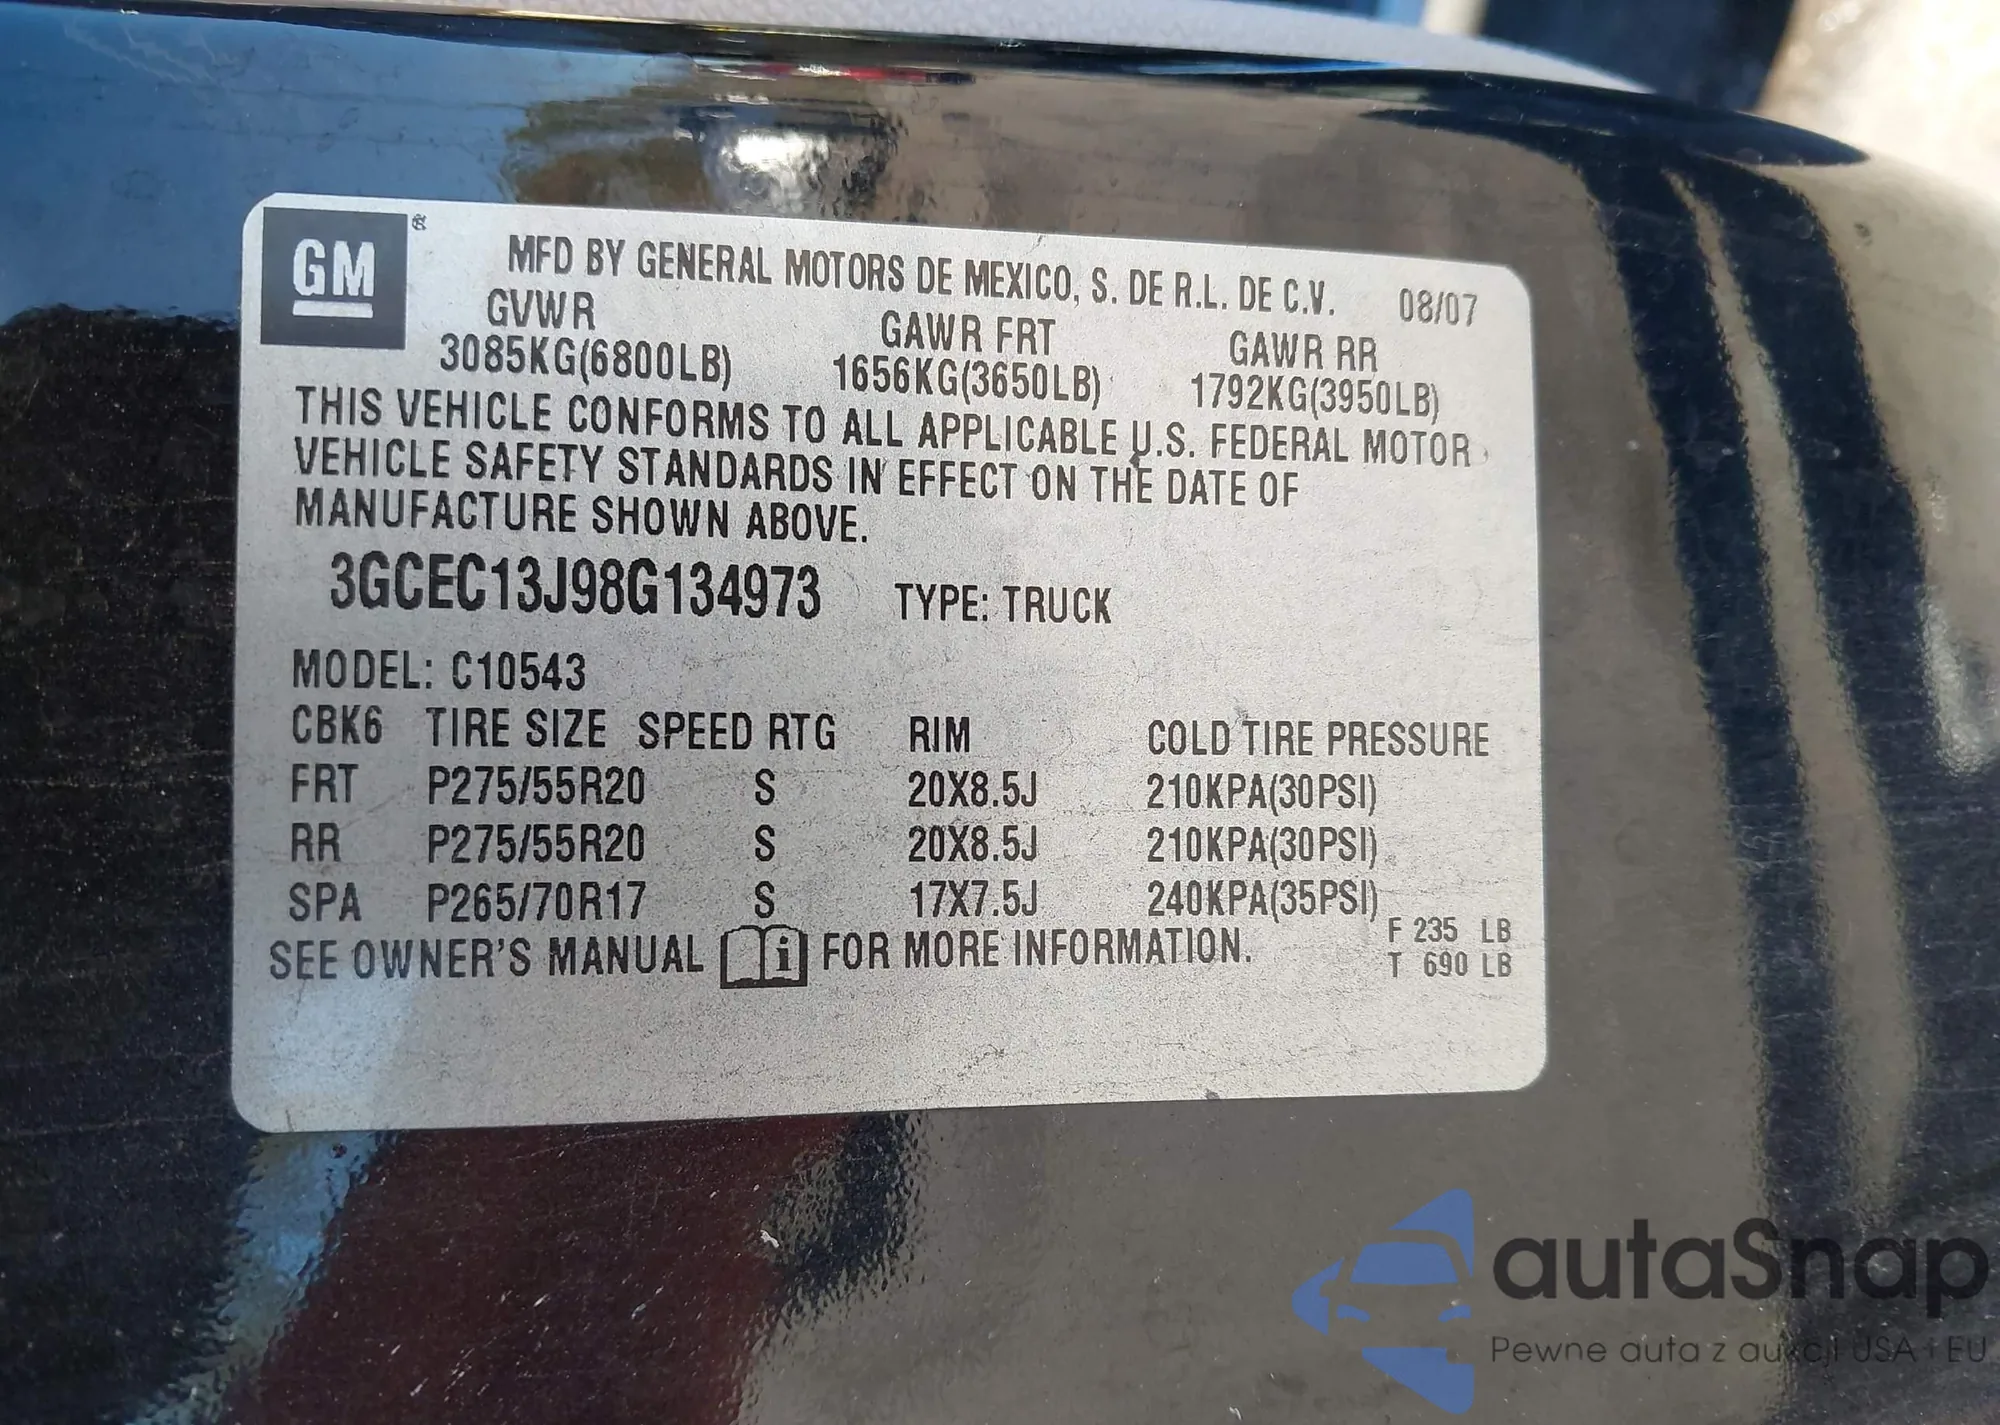 GM
MFD BY GENERAL MOTORS DE MEXICO, S. DE R.L. DE C.V. 08/07
GVWR GAWR FRT GAWR RR
3085KG(6800LB) 1656KG(3650LB) 1792KG(3950LB)
THIS VEHICLE CONFORMS TO ALL APPLICABLE U.S. FEDERAL MOTOR
VEHICLE SAFETY STANDARDS IN EFFECT ON THE DATE OF
MANUFACTURE SHOWN ABOVE.
3GCEC13J98G134973 TYPE: TRUCK
MODEL: C10543
CBK6 TIRE SIZE SPEED RTG RIM COLD TIRE PRESSURE
FRT P275/55R20 S 20X8.5J 210KPA(30PSI)
RR P275/55R20 S 20X8.5J 210KPA(30PSI)
SPA P265/70R17 S 17X7.5J 240KPA(35PSI)
F 235 LB
SEE OWNER'S MANUAL i FOR MORE INFORMATION.
T 690 LB
autaSnap
Pewne auta z aukcji USA i EU